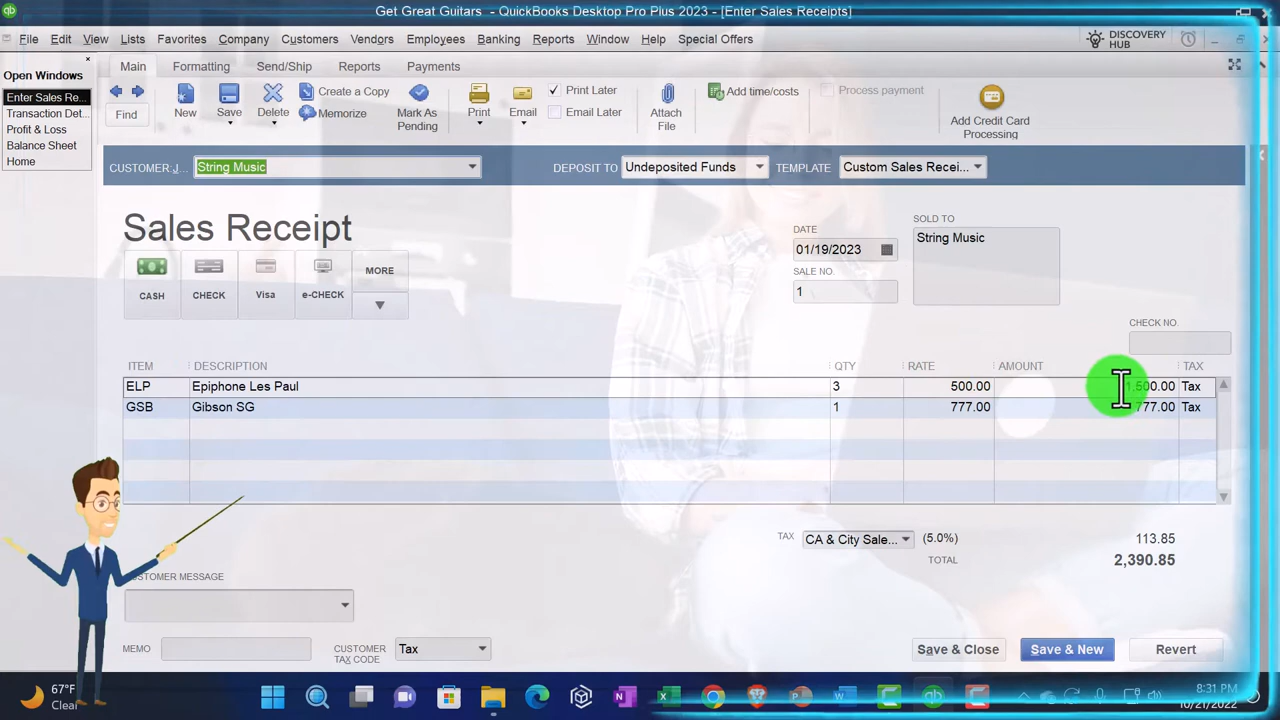 Get Great Guitars - QuickBooks Desktop Pro Plus 2023 - [Enter Sales Receipts]
File Edit View Lists Favorites Company Customers Vendors Employees Banking Reports Window Help Special Offers
DISCOVERY HUB
Open Windows
Enter Sales Re...
Transaction Det...
Profit & Loss
Balance Sheet
Home
Main Formatting Send/Ship Reports Payments
Find
New
Save
Delete
Create a Copy
Memorize
Mark As Pending
Print
Email
Print Later
Email Later
Attach File
Add time/costs
Process payment
Add Credit Card Processing
CUSTOMER:J... String Music DEPOSIT TO Undeposited Funds TEMPLATE Custom Sales Recei...
Sales Receipt
CASH
CHECK
Visa
e-CHECK
MORE
DATE
01/19/2023
SALE NO.
1
SOLD TO
String Music
CHECK NO.
ITEM DESCRIPTION QTY RATE AMOUNT TAX
ELP Epiphone Les Paul 3 500.00 1,500.00 Tax
GSB Gibson SG 1 777.00 777.00 Tax
TAX CA & City Sale... (5.0%) 113.85
TOTAL 2,390.85
CUSTOMER MESSAGE
MEMO
CUSTOMER TAX CODE
Tax
Save & Close
Save & New
Revert
67°F
Clear
8:31 PM
10/21/2022